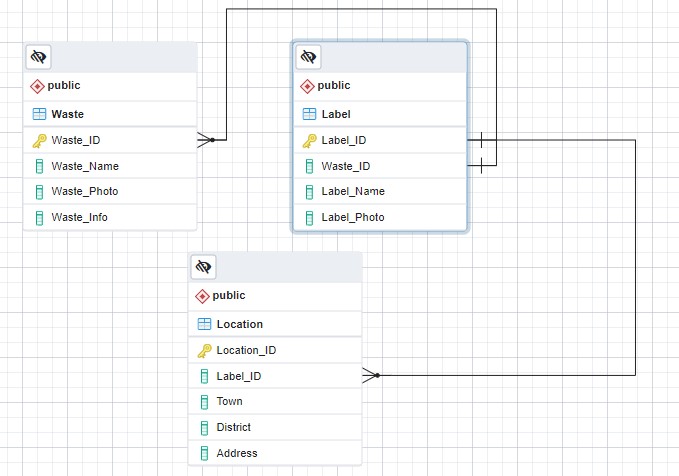 public
Waste
Waste_ID
Waste_Name
Waste_Photo
Waste_Info
public
Label
Label_ID
Waste_ID
Label_Name
Label_Photo
public
Location
Location_ID
Label_ID
Town
District
Address